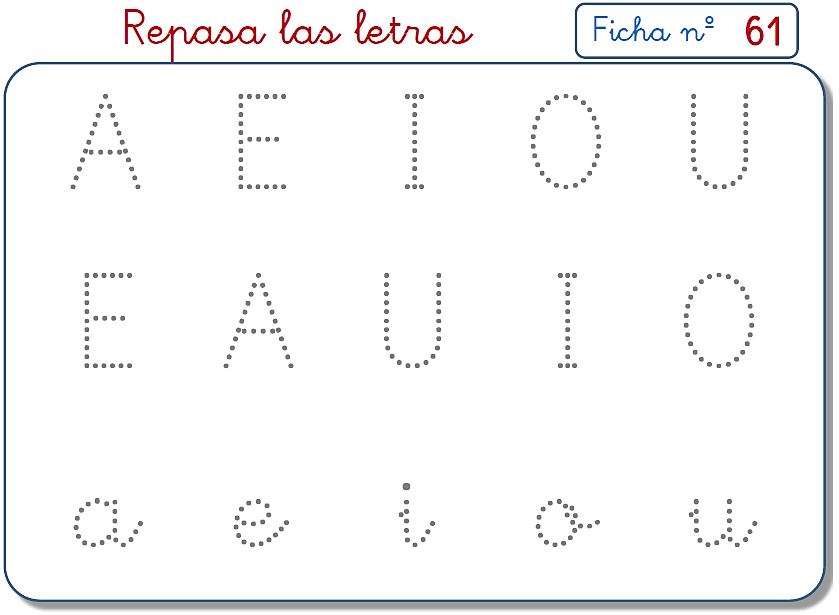 Repasa las letras
Ficha nº 61
A E I O U
E A U I O
a e i o u